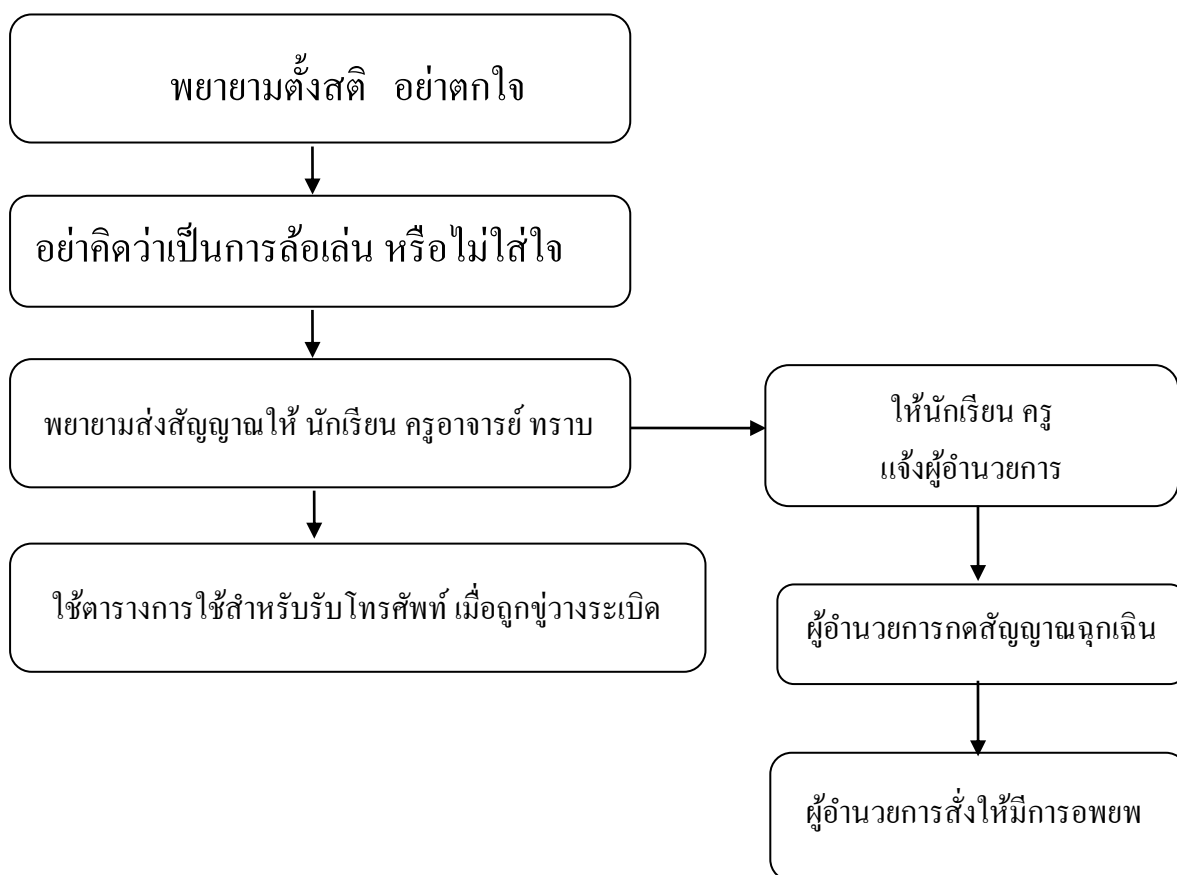 พยายามตั้งสติ อย่าตกใจ
อย่าคิดว่าเป็นการล้อเล่น หรือไม่ใส่ใจ
พยายามส่งสัญญาณให้ นักเรียน ครูอาจารย์ ทราบ
ให้นักเรียน ครู
แจ้งผู้อำนวยการ
ใช้ตารางการใช้สำหรับรับโทรศัพท์ เมื่อถูกขู่วางระเบิด
ผู้อำนวยการกดสัญญาณฉุกเฉิน
ผู้อำนวยการสั่งให้มีการอพยพ